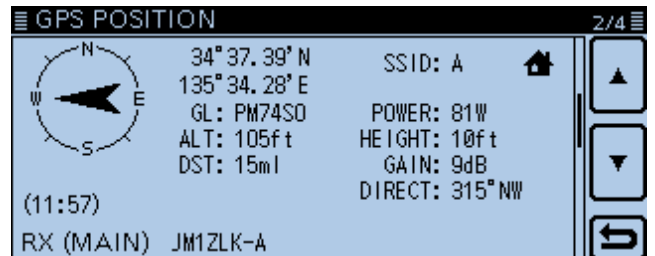 GPS POSITION 2/4
N
W E
S
34°37.39'N
135°34.28'E
GL: PM74SO
ALT: 105ft
DST: 15ml
SSID: A
POWER: 81W
HEIGHT: 10ft
GAIN: 9dB
DIRECT: 315°NW
(11:57)
RX (MAIN) JM1ZLK-A